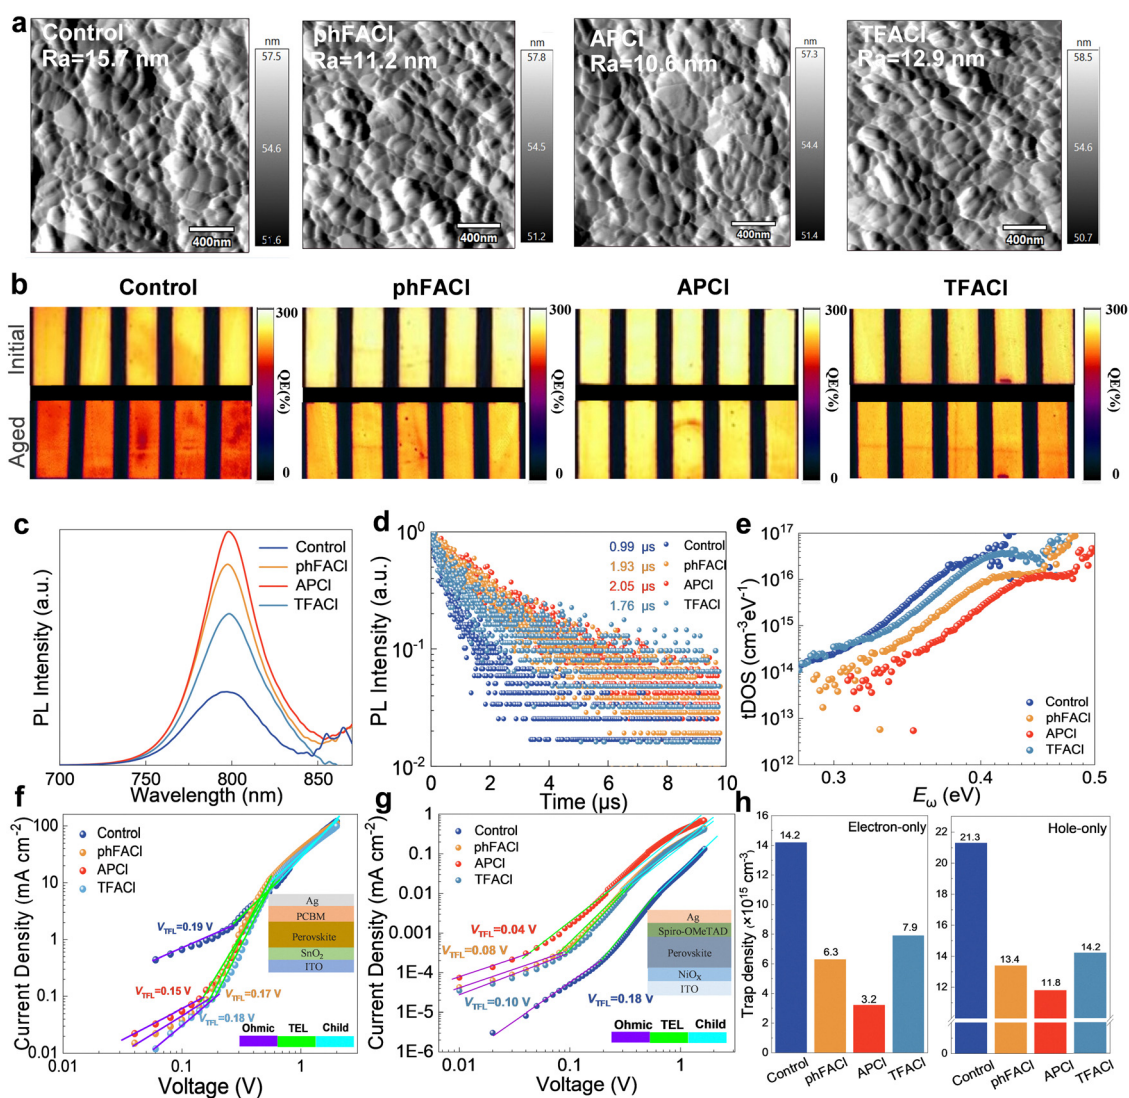 a
Control
Ra=15.7 nm
nm
57.5
54.6
51.6
400nm
phFACl
Ra=11.2 nm
nm
57.8
54.5
51.2
400nm
APCl
Ra=10.6 nm
nm
57.3
54.4
51.4
400nm
TFACl
Ra=12.9 nm
nm
58.5
54.6
50.7
400nm
b
Control
phFACl
APCl
TFACl
Initial
Aged
300
QE(%)
0
300
QE(%)
0
300
QE(%)
0
300
QE(%)
0
c
PL Intensity (a.u.)
Control
phFACl
APCl
TFACl
700
750
800
850
Wavelength (nm)
d
PL Intensity (a.u.)
10⁰
10⁻¹
10⁻²
0.99 μs Control
1.93 μs phFACl
2.05 μs APCl
1.76 μs TFACl
0
2
4
6
8
10
Time (μs)
e
tDOS (cm⁻³eV⁻¹)
10¹⁷
10¹⁶
10¹⁵
10¹⁴
10¹³
10¹²
Control
phFACl
APCl
TFACl
0.3
0.4
0.5
Eω (eV)
f
Current Density (mA cm⁻²)
100
10
1
0.1
0.01
Control
phFACl
APCl
TFACl
Ag
PCBM
Perovskite
SnO₂
ITO
VTFL=0.19 V
VTFL=0.15 V
VTFL=0.17 V
VTFL=0.18 V
Ohmic TEL Child
0.01
0.1
1
Voltage (V)
g
Current Density (mA cm⁻²)
1
0.1
0.01
0.001
1E-4
1E-5
1E-6
Control
phFACl
APCl
TFACl
Ag
Spiro-OMeTAD
Perovskite
NiOX
ITO
VTFL=0.04 V
VTFL=0.08 V
VTFL=0.10 V
VTFL=0.18 V
Ohmic TEL Child
0.01
0.1
1
Voltage (V)
h
Trap density (×10¹⁵ cm⁻³)
16
14
12
10
8
6
4
2
0
Electron-only
14.2
6.3
3.2
7.9
Control
phFACl
APCl
TFACl
22
20
18
16
14
12
0
Hole-only
21.3
13.4
11.8
14.2
Control
phFACl
APCl
TFACl